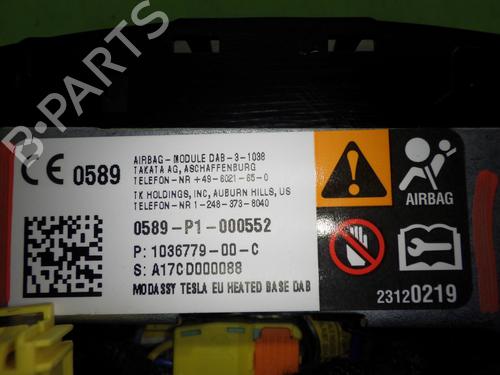 B-PARTS
CE 0589
AIRBAG-MODULE DAB-3-1038
TAKATA AG, ASCHAFFENBURG
TELEFON-NR +49-6021-65-0
TK HOLDINGS, INC, AUBURN HILLS, US
TELEFON-NR 1-248-373-8040
0589-P1-000552
P: 1036779-00-C
S: A17CD000088
MODASSY TESLA EU HEATED BASE DAB
AIRBAG
23120219